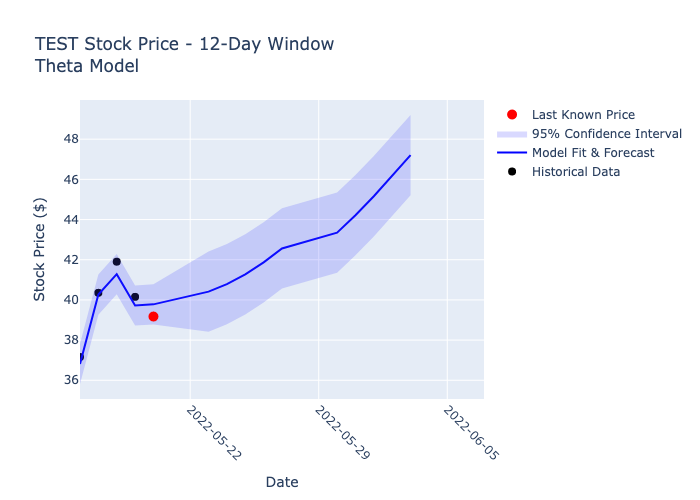 TEST Stock Price - 12-Day Window
Theta Model
Last Known Price
95% Confidence Interval
Model Fit & Forecast
Historical Data
48
46
44
42
40
38
36
Stock Price ($)
2022-05-22
2022-05-29
2022-06-05
Date